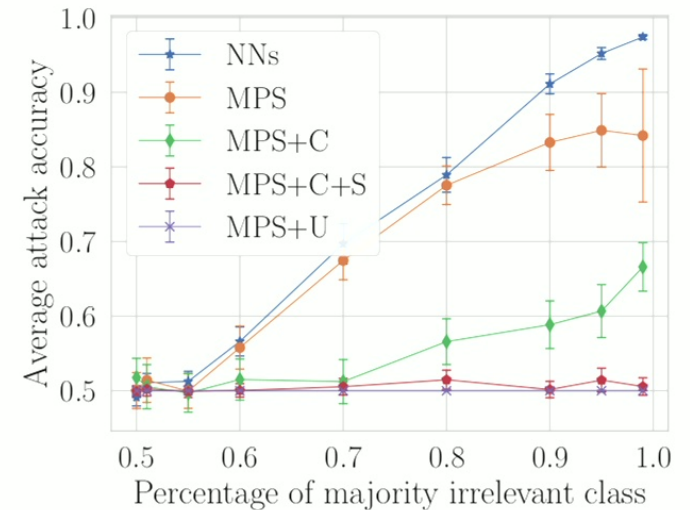 1.0
0.9
0.8
0.7
0.6
0.5
Average attack accuracy
NNs
MPS
MPS+C
MPS+C+S
MPS+U
0.5 0.6 0.7 0.8 0.9 1.0
Percentage of majority irrelevant class